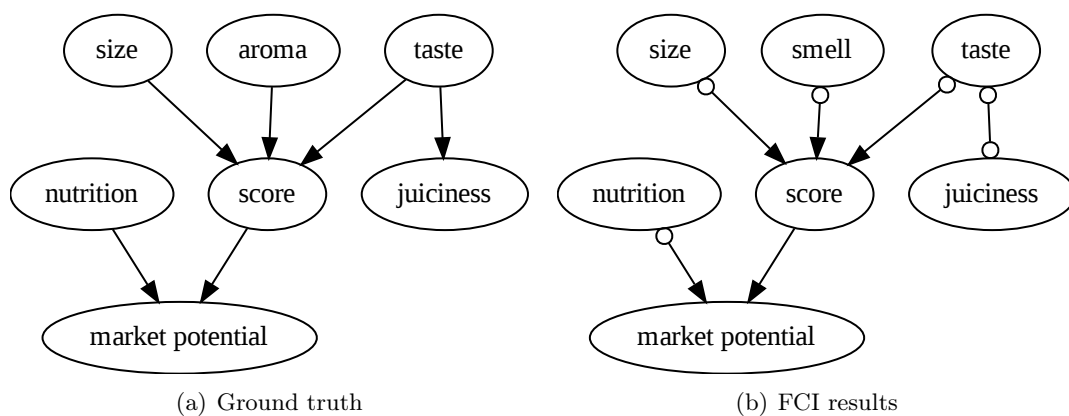 size aroma taste
nutrition score juiciness
market potential
(a) Ground truth
size smell taste
nutrition score juiciness
market potential
(b) FCI results